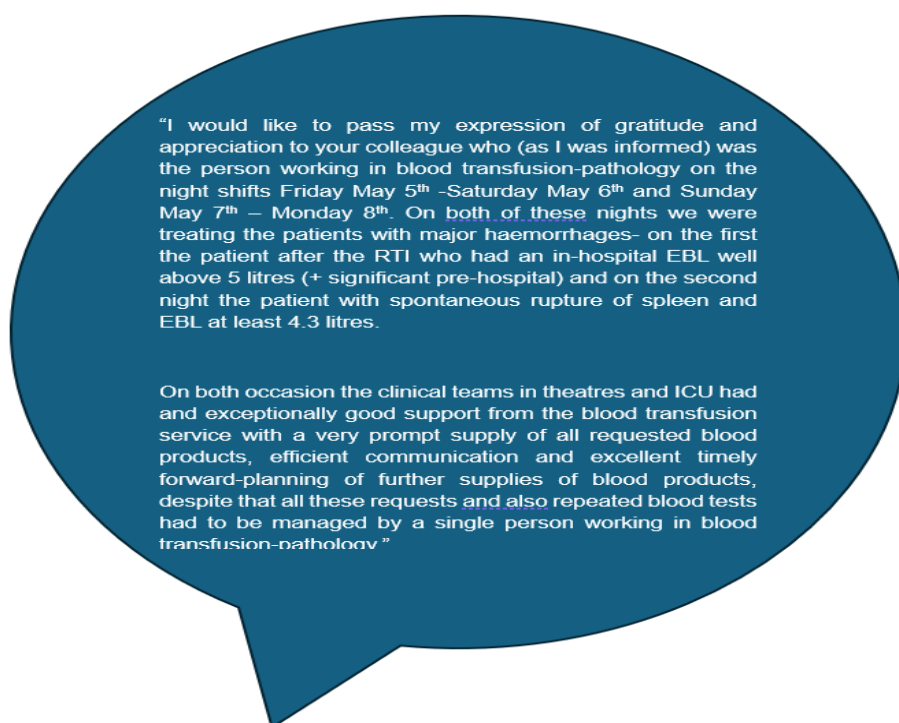 “I would like to pass my expression of gratitude and
appreciation to your colleague who (as I was informed) was
the person working in blood transfusion-pathology on the
night shifts Friday May 5th -Saturday May 6th and Sunday
May 7th – Monday 8th. On both of these nights we were
treating the patients with major haemorrhages- on the first
the patient after the RTI who had an in-hospital EBL well
above 5 litres (+ significant pre-hospital) and on the second
night the patient with spontaneous rupture of spleen and
EBL at least 4.3 litres.
On both occasion the clinical teams in theatres and ICU had
and exceptionally good support from the blood transfusion
service with a very prompt supply of all requested blood
products, efficient communication and excellent timely
forward-planning of further supplies of blood products,
despite that all these requests and also repeated blood tests
had to be managed by a single person working in blood
transfusion-pathology.”